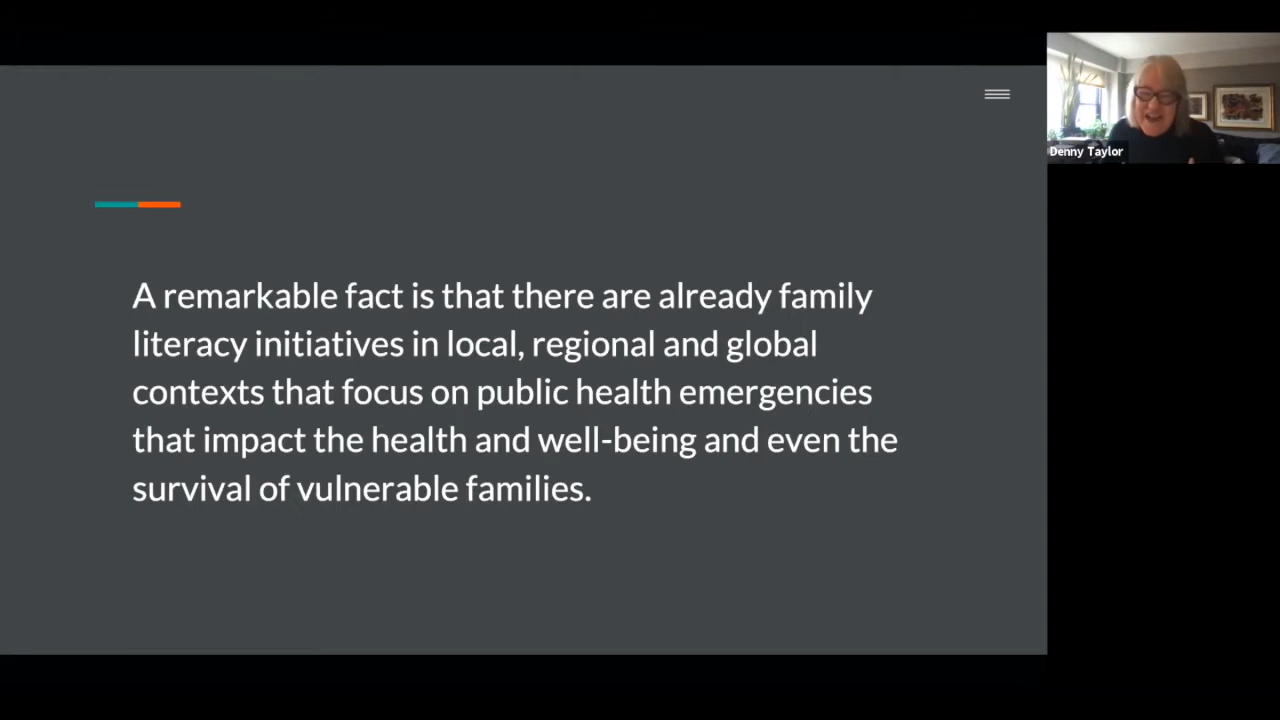 A remarkable fact is that there are already family
literacy initiatives in local, regional and global
contexts that focus on public health emergencies
that impact the health and well-being and even the
survival of vulnerable families.
Denny Taylor